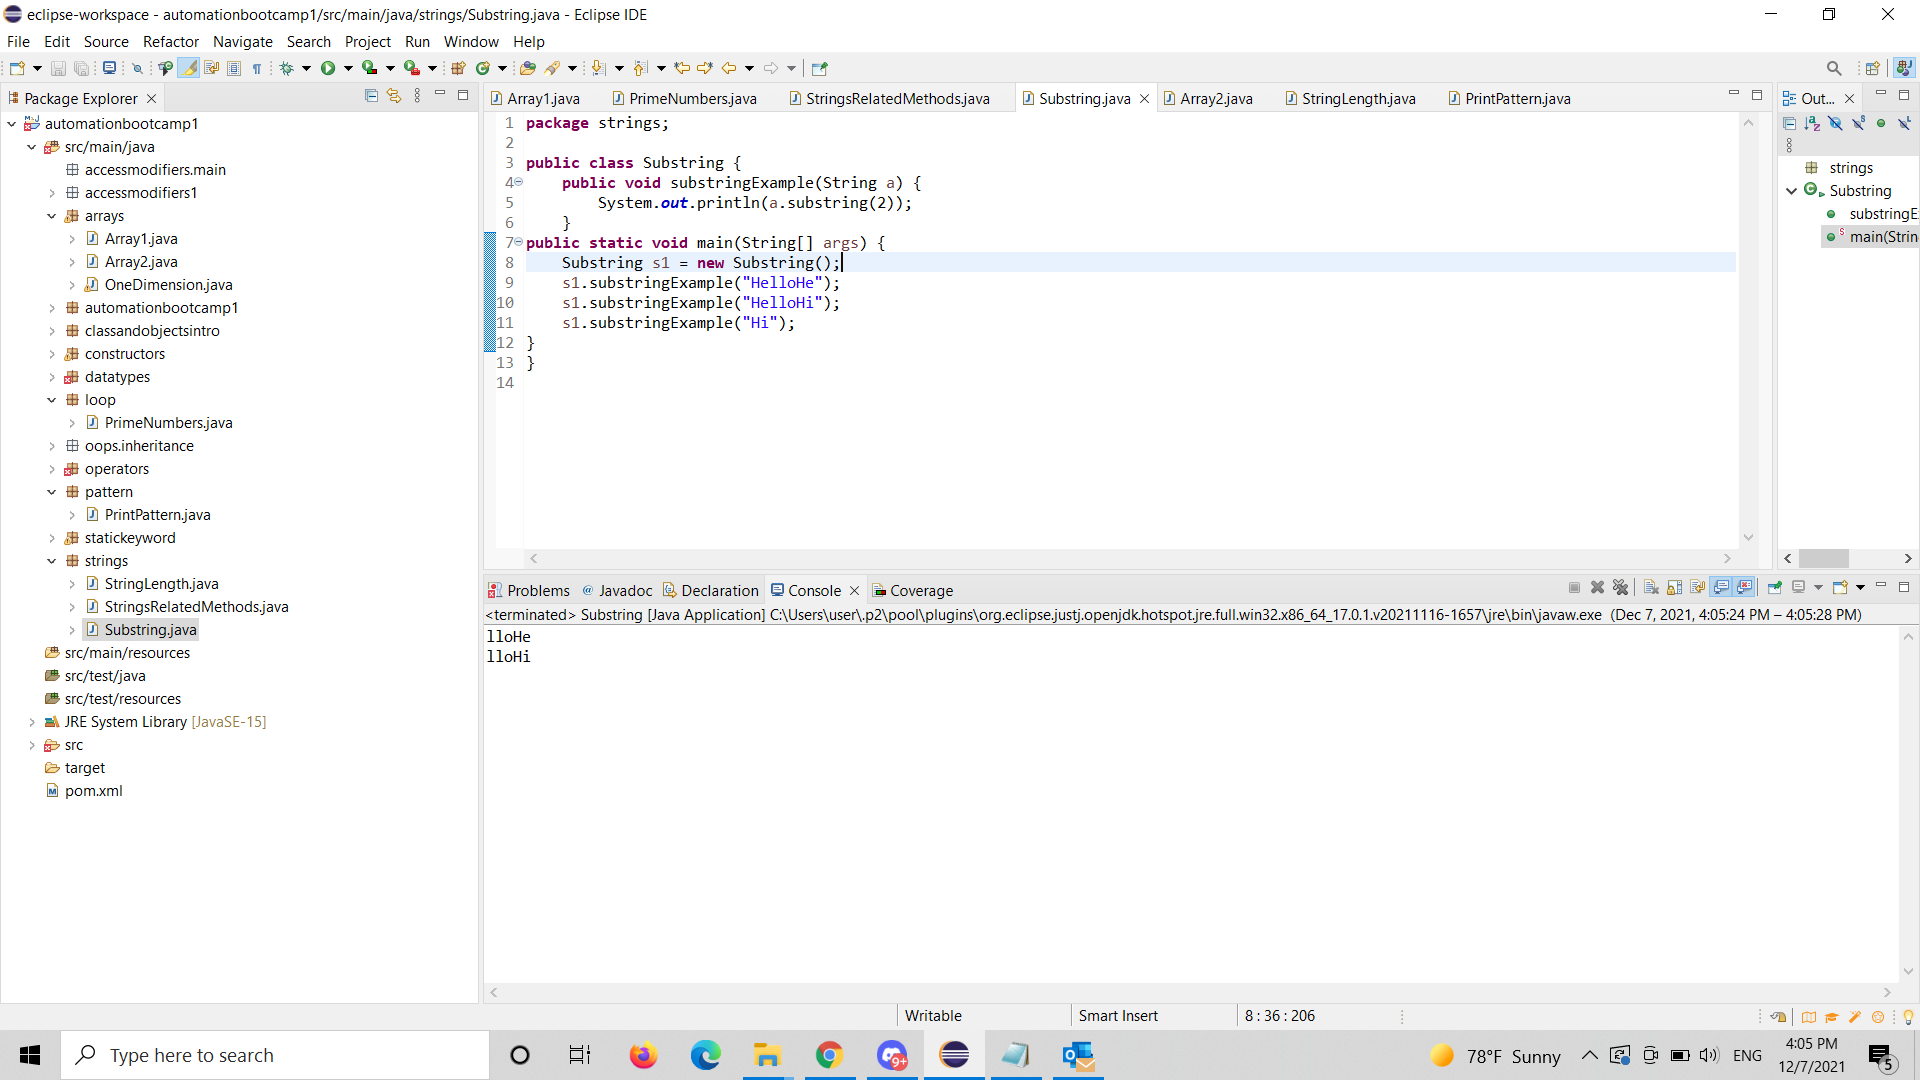 eclipse-workspace - automationbootcamp1/src/main/java/strings/Substring.java - Eclipse IDE
File Edit Source Refactor Navigate Search Project Run Window Help
Package Explorer
automationbootcamp1
src/main/java
accessmodifiers.main
accessmodifiers1
arrays
Array1.java
Array2.java
OneDimension.java
automationbootcamp1
classandobjectsintro
constructors
datatypes
loop
PrimeNumbers.java
oops.inheritance
operators
pattern
PrintPattern.java
statickeyword
strings
StringLength.java
StringsRelatedMethods.java
Substring.java
src/main/resources
src/test/java
src/test/resources
JRE System Library [JavaSE-15]
src
target
pom.xml
Array1.java PrimeNumbers.java StringsRelatedMethods.java Substring.java Array2.java StringLength.java PrintPattern.java
1 package strings;
2
3 public class Substring {
4 public void substringExample(String a) {
5 System.out.println(a.substring(2));
6 }
7 public static void main(String[] args) {
8 Substring s1 = new Substring();
9 s1.substringExample("HelloHe");
10 s1.substringExample("HelloHi");
11 s1.substringExample("Hi");
12 }
13 }
14
Out...
strings
Substring
substringE
main(Strin
Problems Javadoc Declaration Console Coverage
<terminated> Substring [Java Application] C:\Users\user\.p2\pool\plugins\org.eclipse.justj.openjdk.hotspot.jre.full.win32.x86_64_17.0.1.v20211116-1657\jre\bin\javaw.exe (Dec 7, 2021, 4:05:24 PM – 4:05:28 PM)
lloHe
lloHi
Writable Smart Insert 8 : 36 : 206
Type here to search
9+
78°F Sunny
ENG
4:05 PM
12/7/2021
5